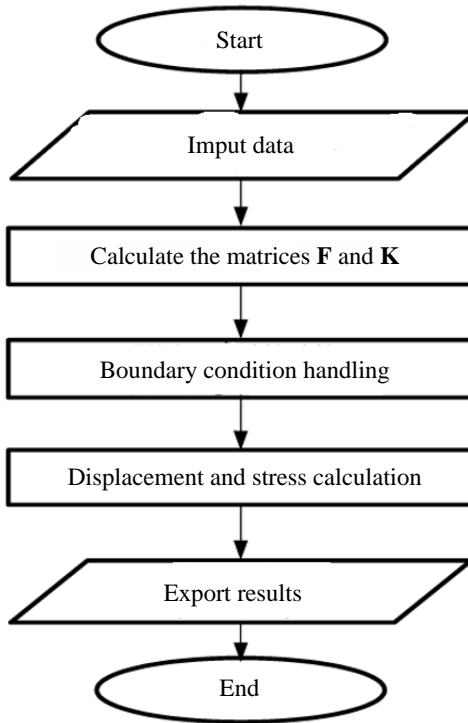 Start
Imput data
Calculate the matrices F and K
Boundary condition handling
Displacement and stress calculation
Export results
End